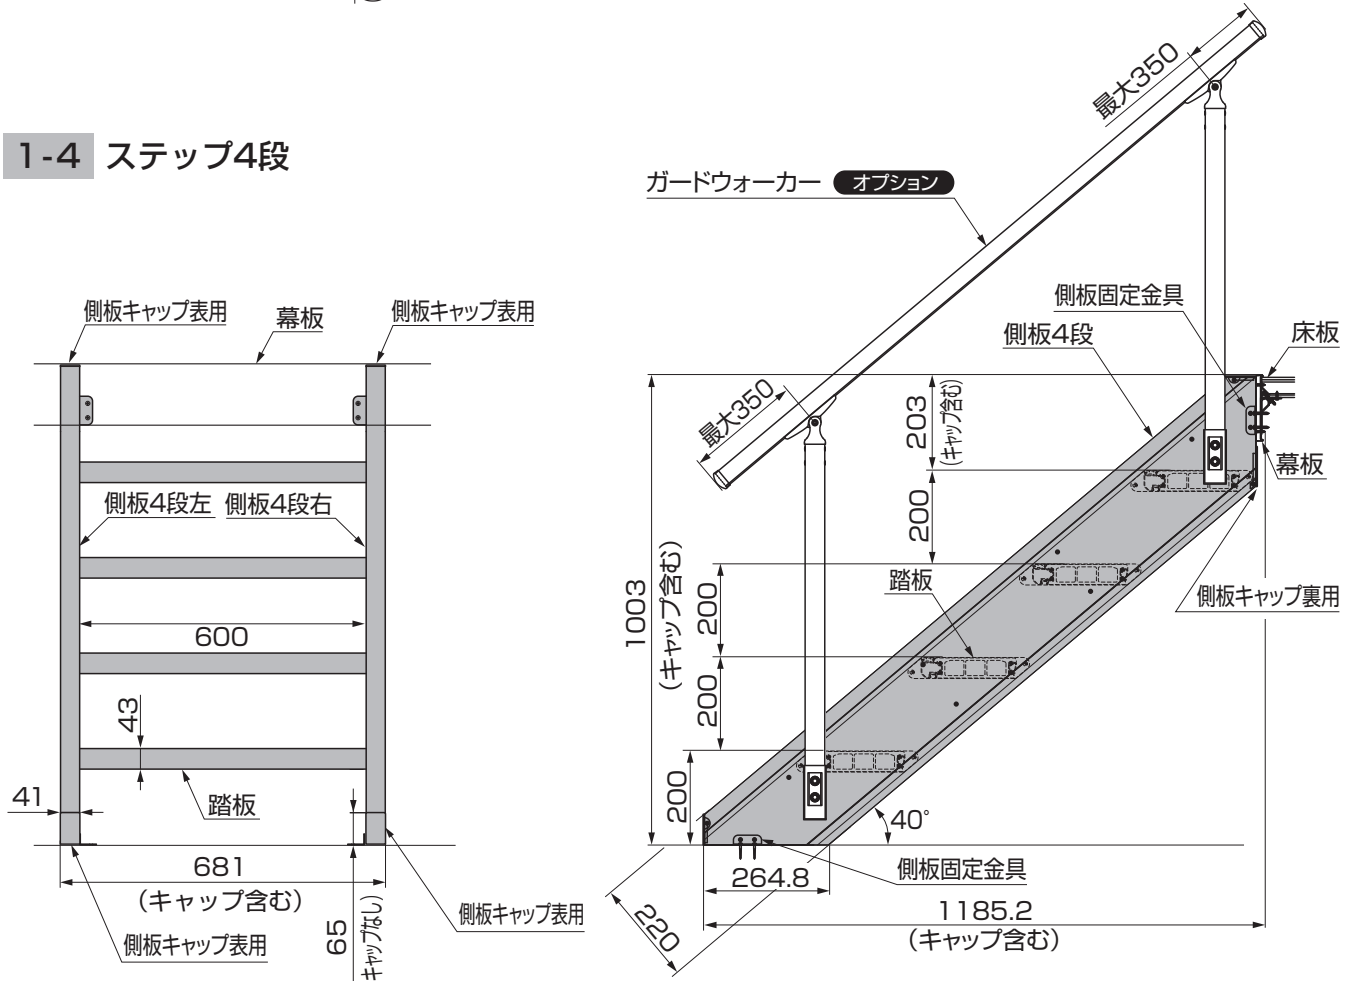 1-4 ステップ4段
ガードウォーカー オプション
最大350
側板固定金具
側板4段
床板
側板キャップ表用
幕板
側板キャップ表用
最大350
203
(キャップ含む)
幕板
側板4段左
側板4段右
200
踏板
200
側板キャップ裏用
1003
(キャップ含む)
600
200
43
200
41
踏板
40°
681
(キャップ含む)
側板固定金具
264.8
側板キャップ表用
65
(キャップなし)
側板キャップ表用
220
1185.2
(キャップ含む)